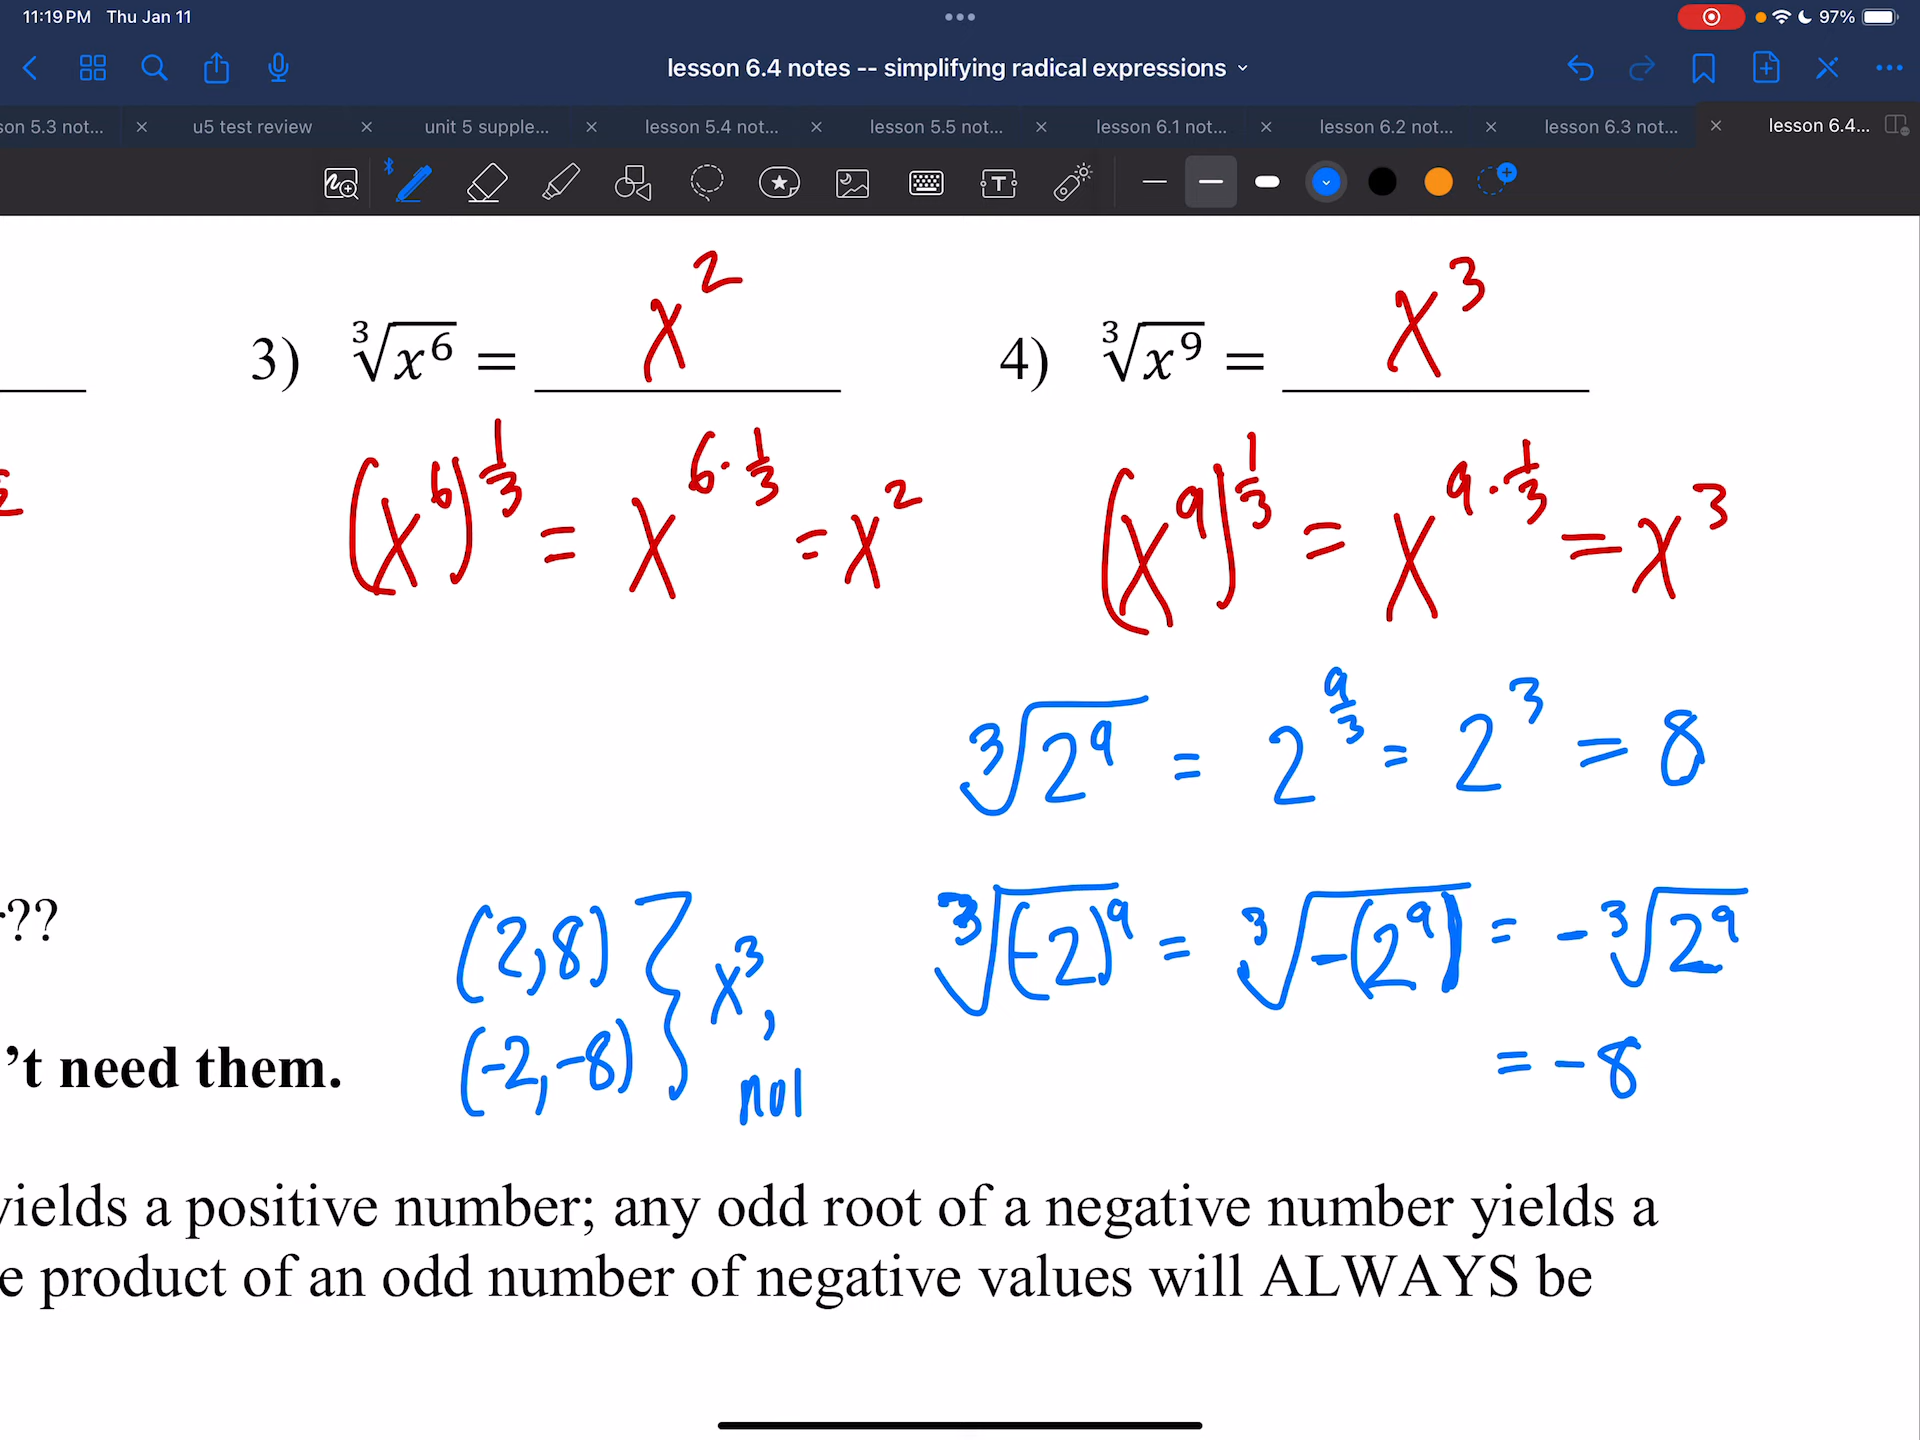 11:19 PM Thu Jan 11 97%
lesson 6.4 notes -- simplifying radical expressions
son 5.3 not... u5 test review unit 5 supple... lesson 5.4 not... lesson 5.5 not... lesson 6.1 not... lesson 6.2 not... lesson 6.3 not... lesson 6.4...
3) ∛(x⁶) = x² 4) ∛(x⁹) = x³
(x⁶)^(1/3) = x^(6·1/3) = x² (x⁹)^(1/3) = x^(9·1/3) = x³
∛(2⁹) = 2^(9/3) = 2³ = 8
??
(2,8) ∛((-2)⁹) = ∛(-(2⁹)) = -∛(2⁹)
(-2,-8) } x³, = -8
't need them.
yields a positive number; any odd root of a negative number yields a
e product of an odd number of negative values will ALWAYS be